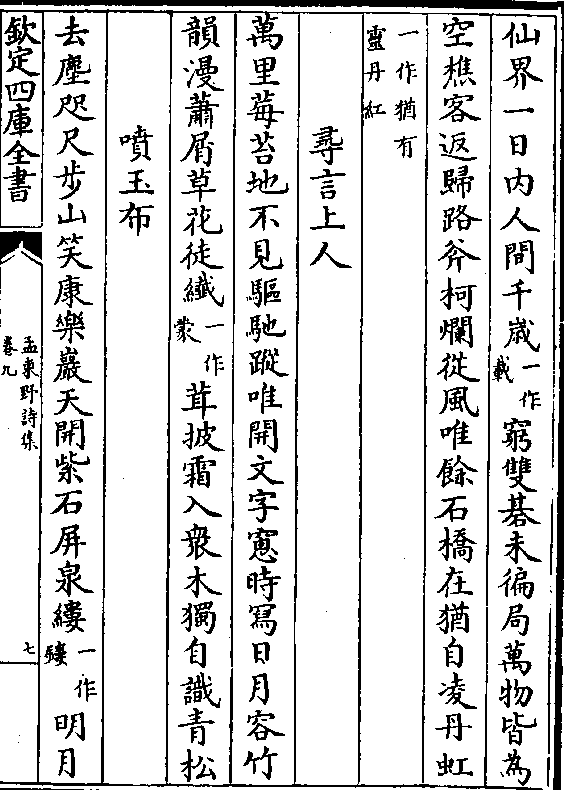 仙界一日内人間千歲一作載窮雙碁未徧局萬物皆為
空樵客返歸路斧柯爛從風唯餘石橋在猶自凌丹虹
一作猶有靈丹紅
尋言上人
萬里莓苔地不見驅馳蹤唯開文字窻時寫日月容竹
韻漫蕭屑草花徒纖一作蒙茸披霜入衆木獨自識青松
噴玉布
去塵咫尺步山笑康樂巖天開紫石屏泉縷一作鏤明月
欽定四庫全書
孟東野詩集
卷九
七